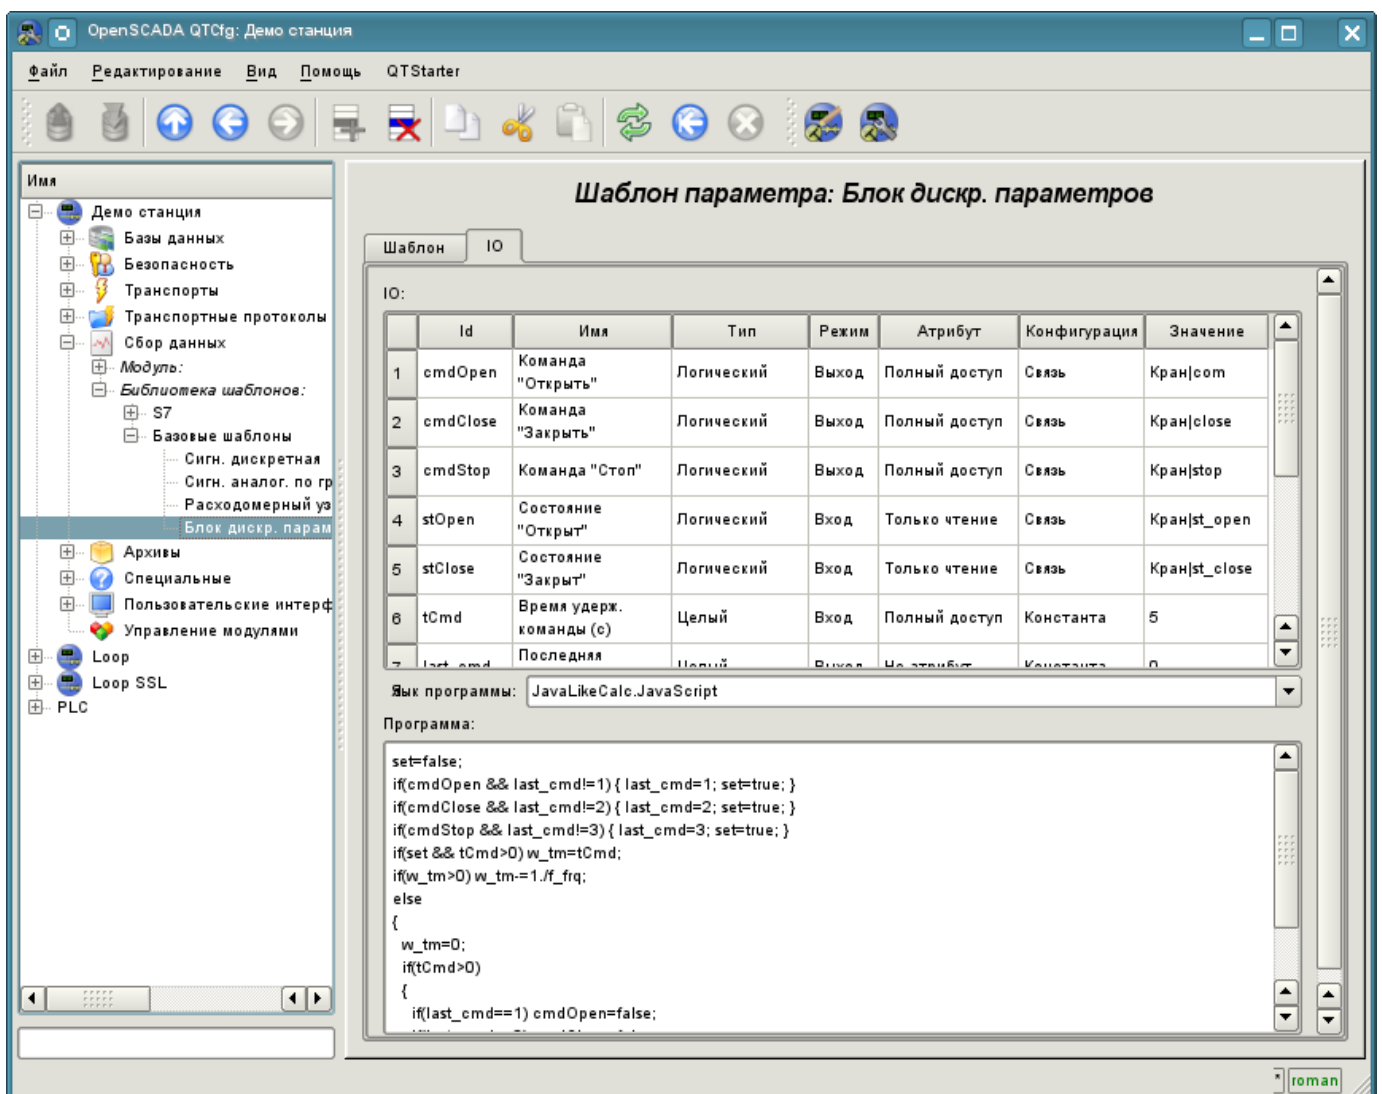 OpenSCADA QTCfg: Демо станция
Файл Редактирование Вид Помощь QTStarter
Имя
Демо станция
Базы данных
Безопасность
Транспорты
Транспортные протоколы
Сбор данных
Модуль:
Библиотека шаблонов:
S7
Базовые шаблоны
Сигн. дискретная
Сигн. аналог. по гр
Расходомерный уз
Блок дискр. парам
Архивы
Специальные
Пользовательские интерф
Управление модулями
Loop
Loop SSL
PLC
Шаблон параметра: Блок дискр. параметров
Шаблон IO
IO:
Id Имя Тип Режим Атрибут Конфигурация Значение
1 cmdOpen Команда "Открыть" Логический Выход Полный доступ Связь Кран|com
2 cmdClose Команда "Закрыть" Логический Выход Полный доступ Связь Кран|close
3 cmdStop Команда "Стоп" Логический Выход Полный доступ Связь Кран|stop
4 stOpen Состояние "Открыт" Логический Вход Только чтение Связь Кран|st_open
5 stClose Состояние "Закрыт" Логический Вход Только чтение Связь Кран|st_close
6 tCmd Время удерж. команды (с) Целый Вход Полный доступ Константа 5
7 last_cmd Последняя Целый Выход Не атрибут Константа 0
Язык программы: JavaLikeCalc.JavaScript
Программа:
set=false;
if(cmdOpen && last_cmd!=1) { last_cmd=1; set=true; }
if(cmdClose && last_cmd!=2) { last_cmd=2; set=true; }
if(cmdStop && last_cmd!=3) { last_cmd=3; set=true; }
if(set && tCmd>0) w_tm=tCmd;
if(w_tm>0) w_tm-=1./f_frq;
else
{
w_tm=0;
if(tCmd>0)
{
if(last_cmd==1) cmdOpen=false;
* roman